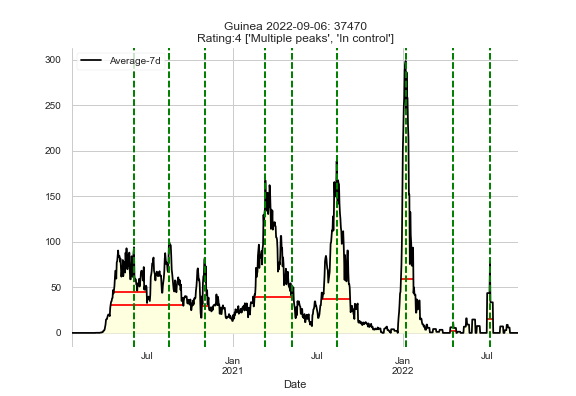 Guinea 2022-09-06: 37470
Rating:4 ['Multiple peaks', 'In control']
Average-7d
300
250
200
150
100
50
0
Jul
Jan
2021
Jul
Jan
2022
Jul
Date